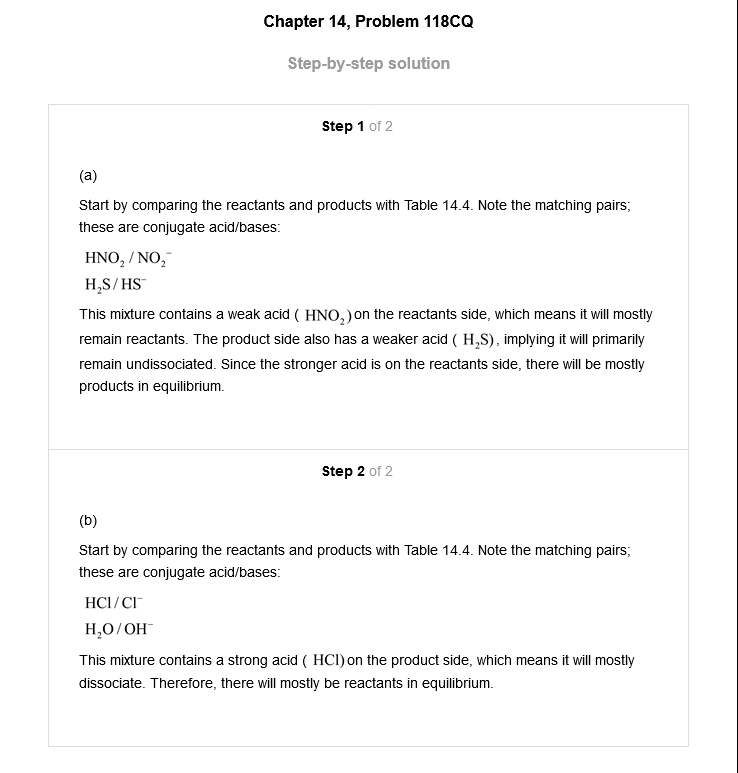 Chapter 14, Problem 118CQ
Step-by-step solution
Step 1 of 2
(a)
Start by comparing the reactants and products with Table 14.4. Note the matching pairs;
these are conjugate acid/bases:
HNO₂ / NO₂⁻
H₂S / HS⁻
This mixture contains a weak acid ( HNO₂ ) on the reactants side, which means it will mostly
remain reactants. The product side also has a weaker acid ( H₂S), implying it will primarily
remain undissociated. Since the stronger acid is on the reactants side, there will be mostly
products in equilibrium.
Step 2 of 2
(b)
Start by comparing the reactants and products with Table 14.4. Note the matching pairs;
these are conjugate acid/bases:
HCl / Cl⁻
H₂O / OH⁻
This mixture contains a strong acid ( HCl) on the product side, which means it will mostly
dissociate. Therefore, there will mostly be reactants in equilibrium.